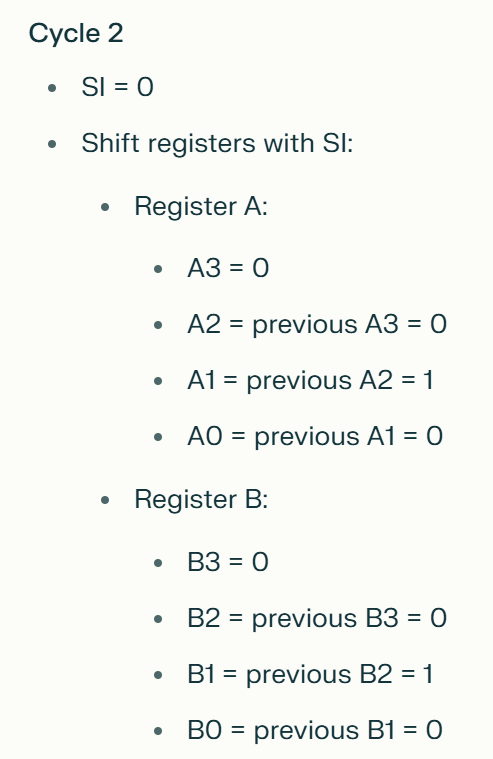 Cycle 2
SI = 0
Shift registers with SI:
Register A:
A3 = 0
A2 = previous A3 = 0
A1 = previous A2 = 1
A0 = previous A1 = 0
Register B:
B3 = 0
B2 = previous B3 = 0
B1 = previous B2 = 1
B0 = previous B1 = 0